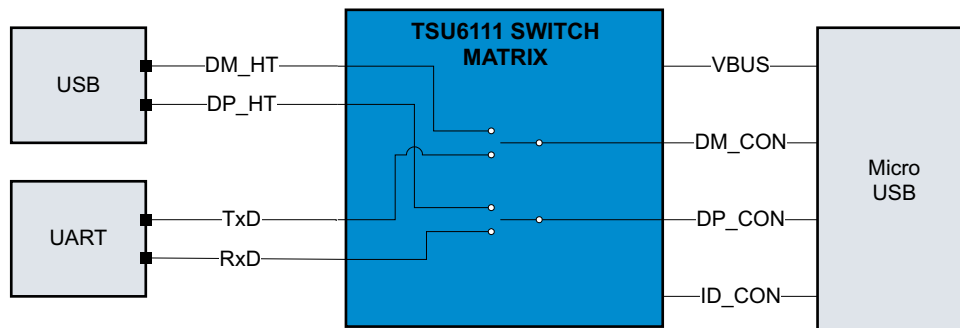 TSU6111 SWITCH
MATRIX
USB
DM_HT
DP_HT
UART
TxD
RxD
VBUS
DM_CON
DP_CON
ID_CON
Micro
USB